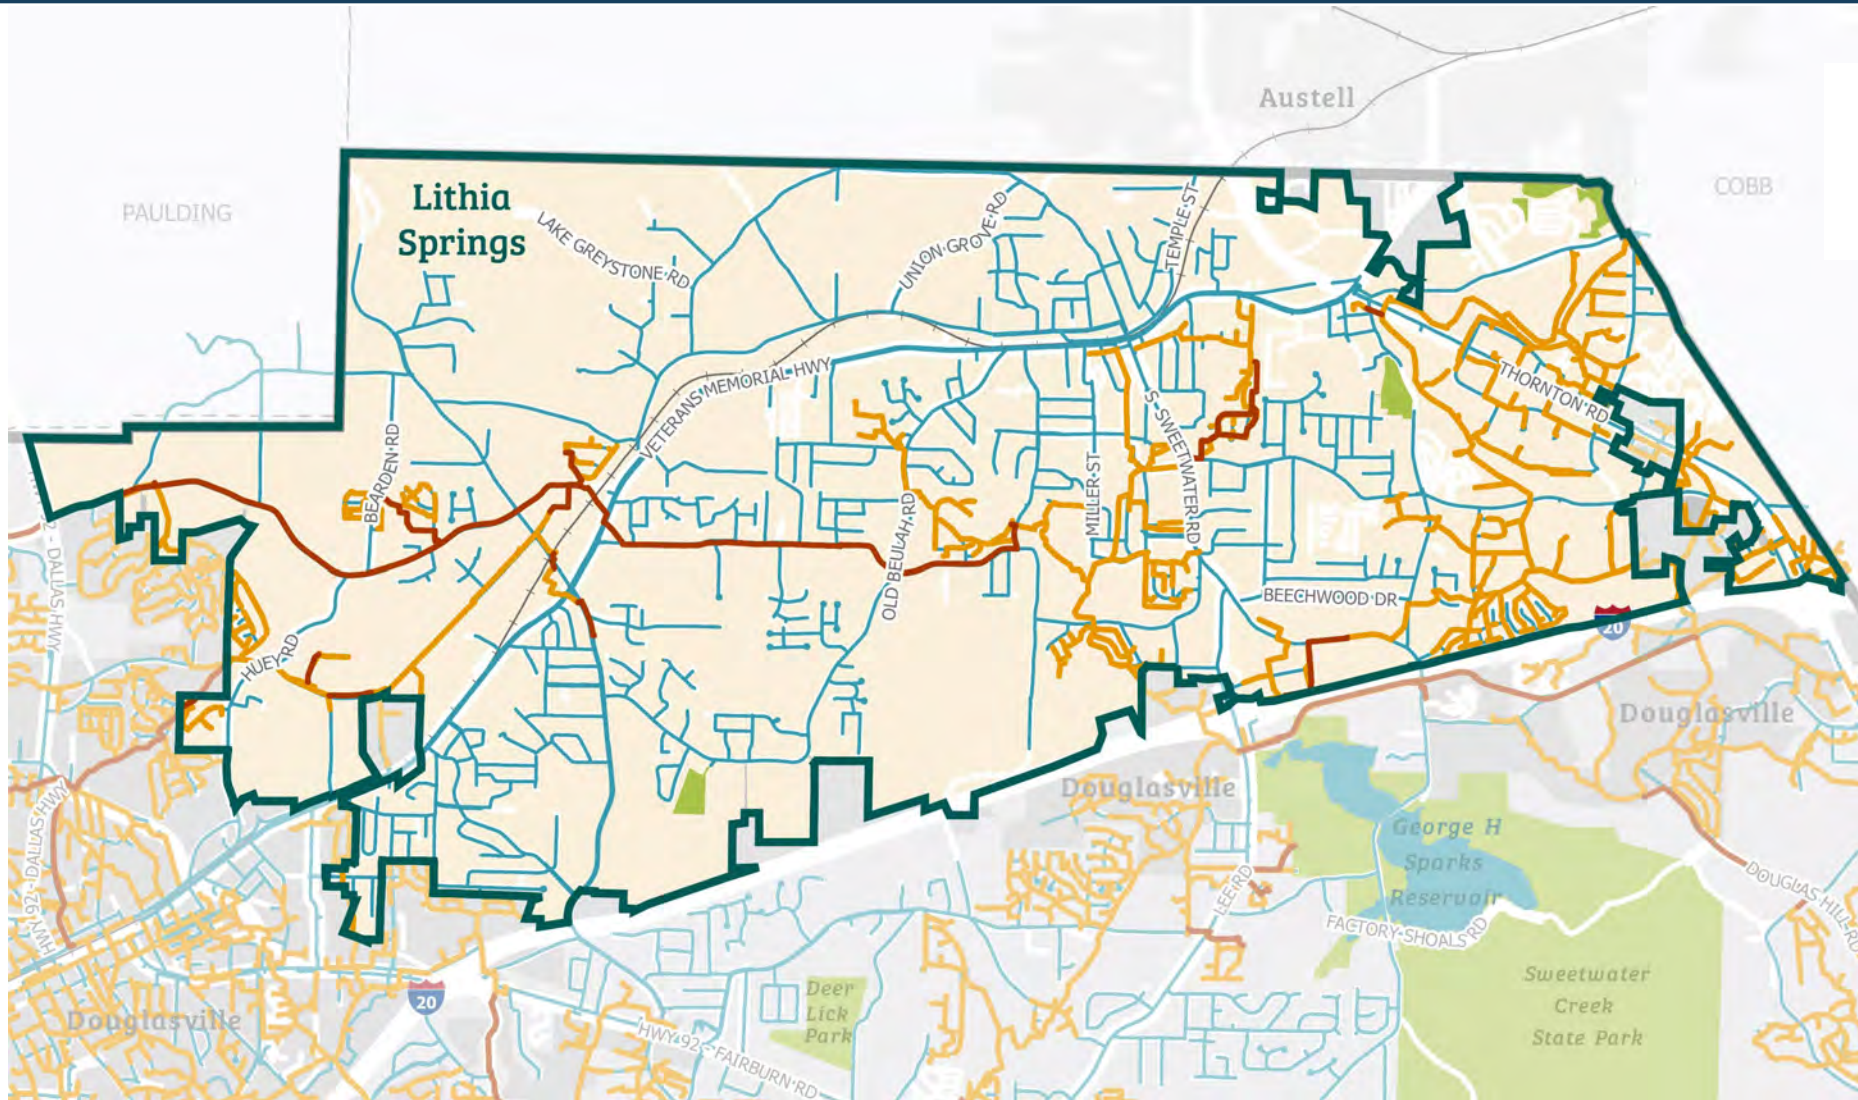 Austell
PAULDING
COBB
Lithia
Springs
LAKE GREYSTONE RD
UNION GROVE RD
TEMPLE ST
VETERANS MEMORIAL HWY
THORNTON RD
S SWEETWATER RD
BEARDEN RD
MILLER ST
OLD BEULAH RD
HWY 92 - DALLAS HWY
BEECHWOOD DR
20
HUEY RD
Douglasville
Douglasville
HWY 92 - DALLAS HWY
George H
Sparks
Reservoir
LEE RD
DOUGLAS HILL RD
FACTORY SHOALS RD
Sweetwater
Creek
State Park
Deer
Lick
Park
20
Douglasville
HWY 92 - FAIRBURN RD